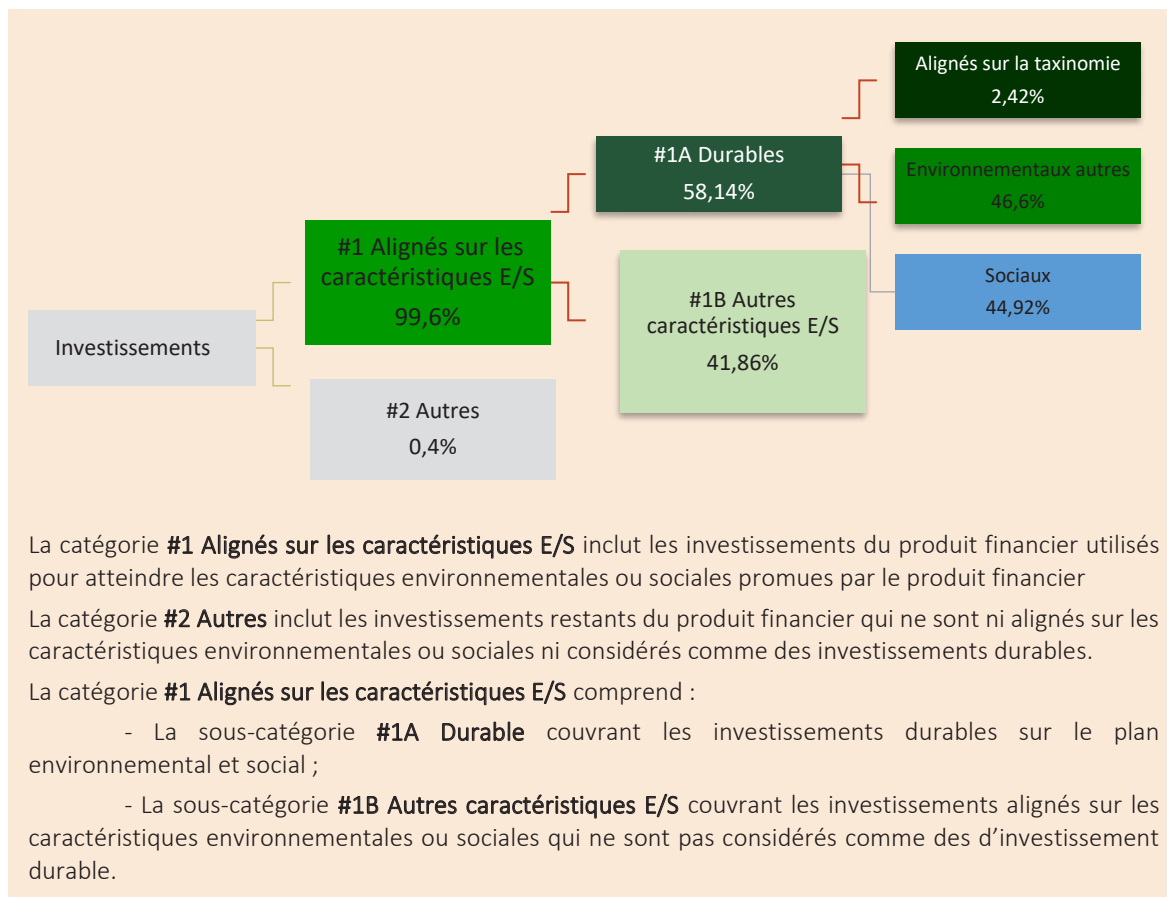 Alignés sur la taxinomie
2,42%
#1A Durables
58,14%
Environnementaux autres
46,6%
#1 Alignés sur les
caractéristiques E/S
99,6%
Sociaux
44,92%
#1B Autres
caractéristiques E/S
41,86%
Investissements
#2 Autres
0,4%
La catégorie #1 Alignés sur les caractéristiques E/S inclut les investissements du produit financier utilisés
pour atteindre les caractéristiques environnementales ou sociales promues par le produit financier
La catégorie #2 Autres inclut les investissements restants du produit financier qui ne sont ni alignés sur les
caractéristiques environnementales ou sociales ni considérés comme des investissements durables.
La catégorie #1 Alignés sur les caractéristiques E/S comprend :
- La sous-catégorie #1A Durable couvrant les investissements durables sur le plan
environnemental et social ;
- La sous-catégorie #1B Autres caractéristiques E/S couvrant les investissements alignés sur les
caractéristiques environnementales ou sociales qui ne sont pas considérés comme des d’investissement
durable.